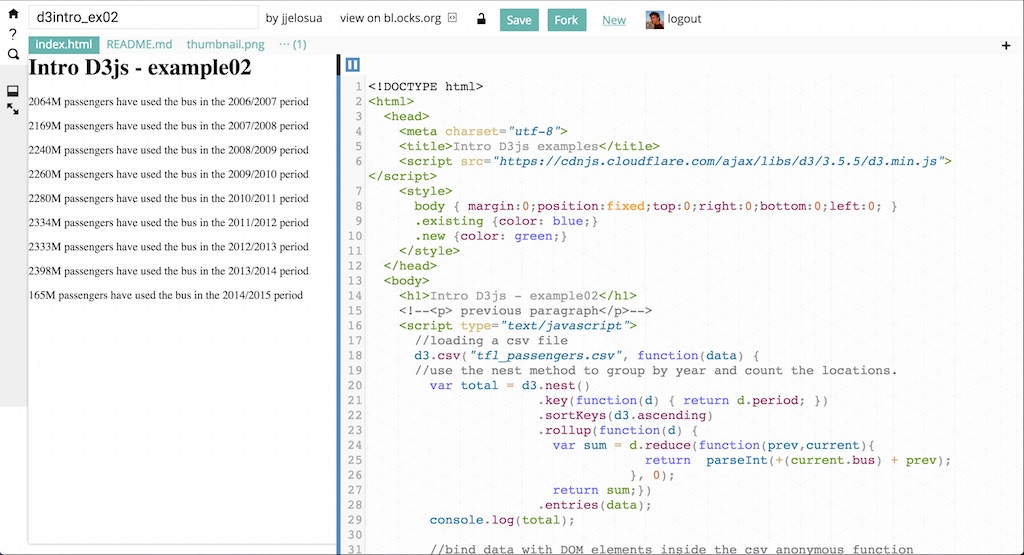 d3intro_ex02 by jjelosua view on bl.ocks.org Save Fork New logout
? index.html README.md thumbnail.png ··· (1) +
Intro D3js - example02
2064M passengers have used the bus in the 2006/2007 period
2169M passengers have used the bus in the 2007/2008 period
2240M passengers have used the bus in the 2008/2009 period
2260M passengers have used the bus in the 2009/2010 period
2280M passengers have used the bus in the 2010/2011 period
2334M passengers have used the bus in the 2011/2012 period
2333M passengers have used the bus in the 2012/2013 period
2398M passengers have used the bus in the 2013/2014 period
165M passengers have used the bus in the 2014/2015 period
1 <!DOCTYPE html>
2 <html>
3 <head>
4 <meta charset="utf-8">
5 <title>Intro D3js examples</title>
6 <script src="https://cdnjs.cloudflare.com/ajax/libs/d3/3.5.5/d3.min.js">
</script>
7 <style>
8 body { margin:0;position:fixed;top:0;right:0;bottom:0;left:0; }
9 .existing {color: blue;}
10 .new {color: green;}
11 </style>
12 </head>
13 <body>
14 <h1>Intro D3js - example02</h1>
15 <!--<p> previous paragraph</p>-->
16 <script type="text/javascript">
17 //loading a csv file
18 d3.csv("tfl_passengers.csv", function(data) {
19 //use the nest method to group by year and count the locations.
20 var total = d3.nest()
21 .key(function(d) { return d.period; })
22 .sortKeys(d3.ascending)
23 .rollup(function(d) {
24 var sum = d.reduce(function(prev,current){
25 return  parseInt(+(current.bus) + prev);
26 }, 0);
27 return sum;})
28 .entries(data);
29 console.log(total);
30
31 //bind data with DOM elements inside the csv anonymous function